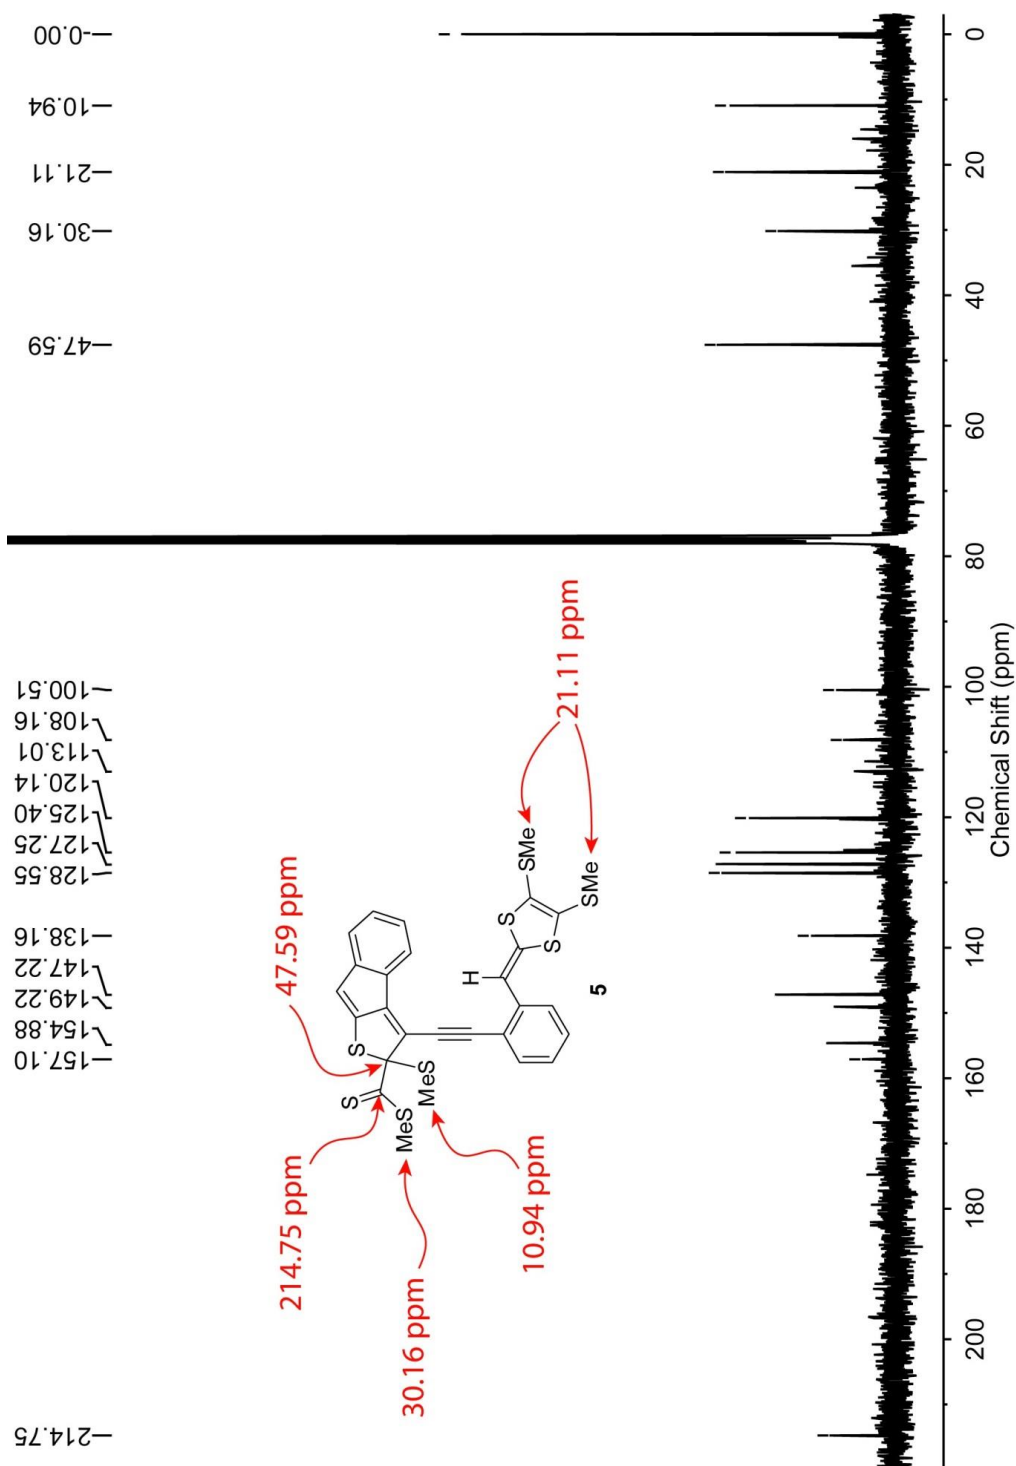 214.75
157.10
154.88
149.22
147.22
138.16
128.55
127.25
125.40
120.14
113.01
108.16
100.51
47.59
30.16
21.11
10.94
-0.00
214.75 ppm
47.59 ppm
30.16 ppm
10.94 ppm
21.11 ppm
S
S
MeS
MeS
H
S
S
SMe
SMe
5
200
180
160
140
120
100
80
60
40
20
0
Chemical Shift (ppm)